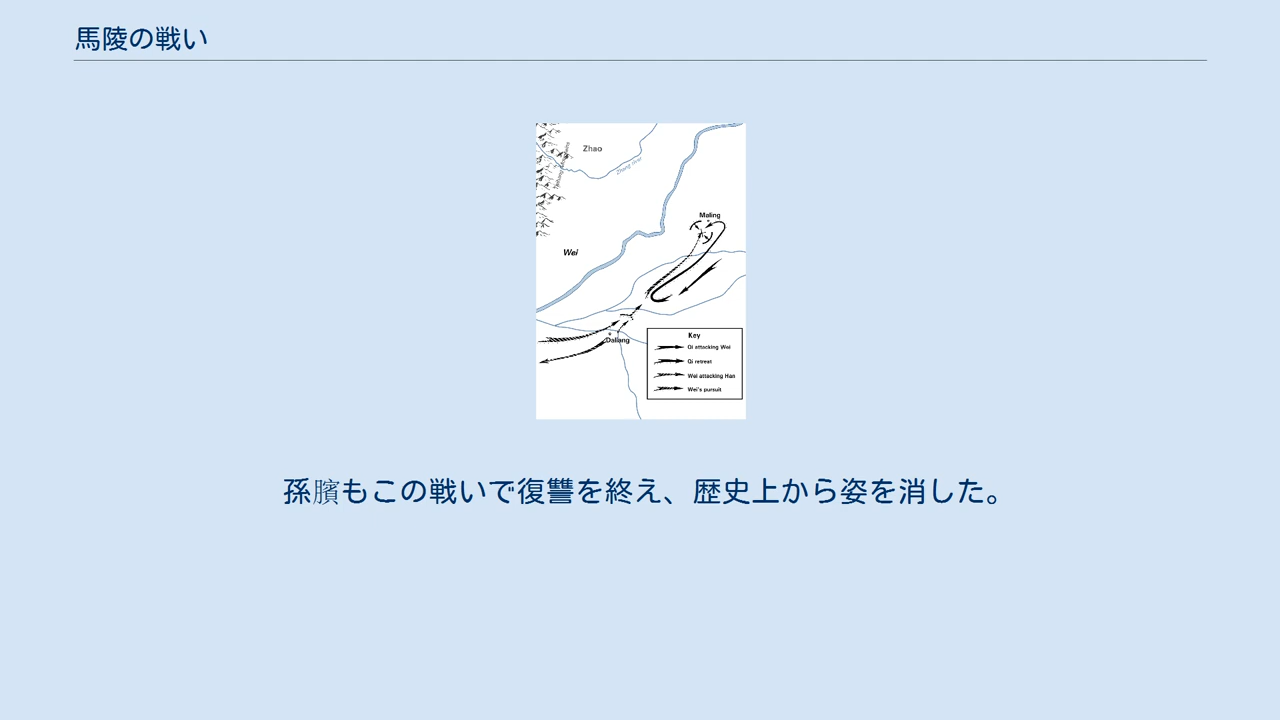 馬陵の戦い
Zhao
Zhang River
Maling
Wei
Daliang
Key
Qi attacking Wei
Qi retreat
Wei attacking Han
Wei's pursuit
孫臏もこの戦いで復讐を終え、歴史上から姿を消した。